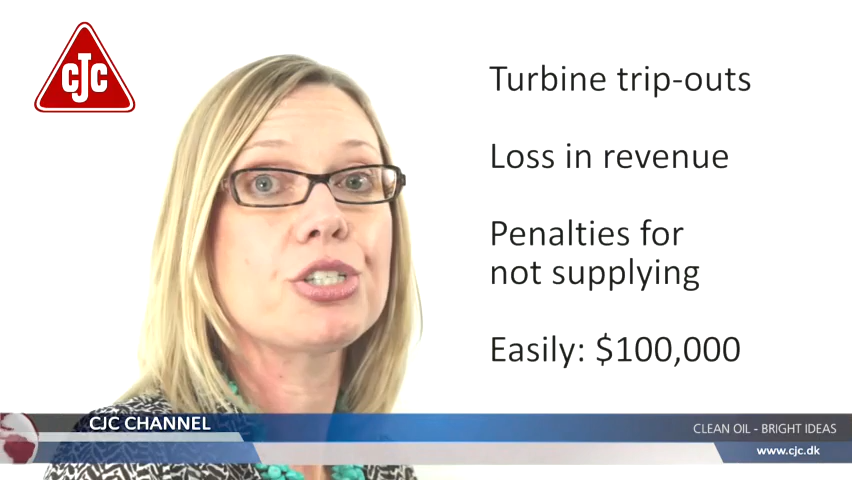 CJC
Turbine trip-outs
Loss in revenue
Penalties for
not supplying
Easily: $100,000
CJC CHANNEL
CLEAN OIL - BRIGHT IDEAS
www.cjc.dk